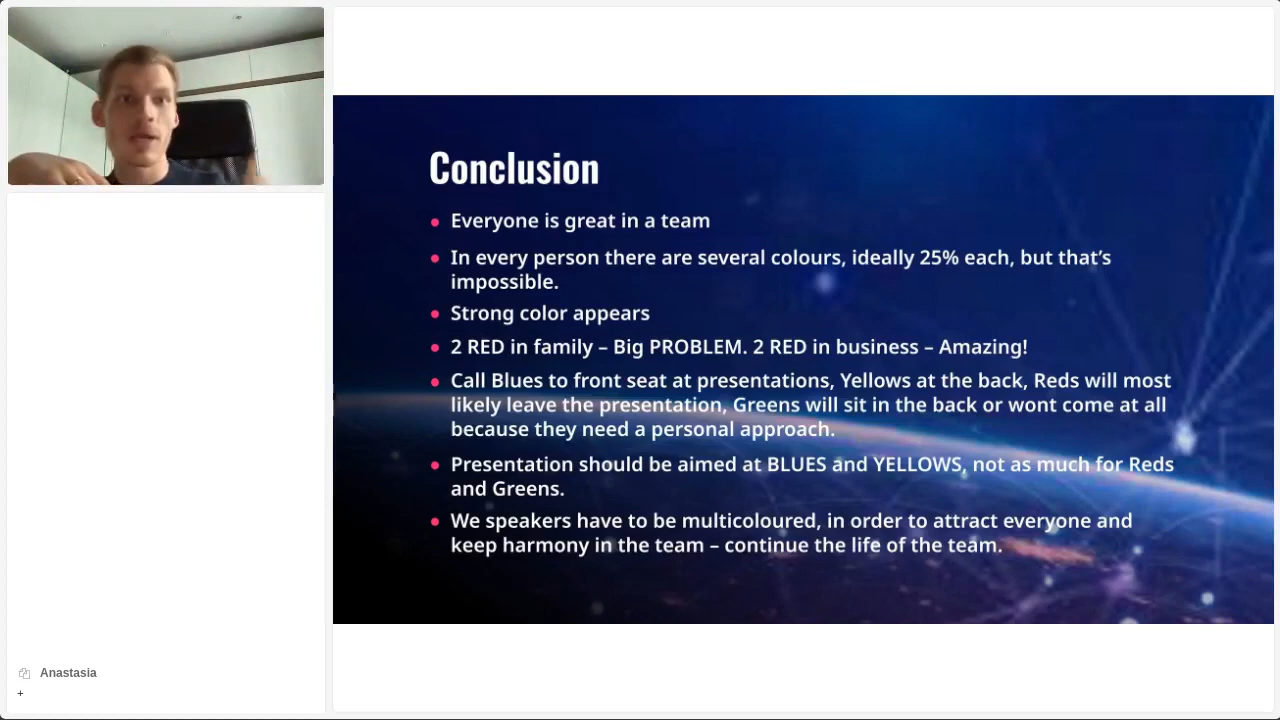 Conclusion
Everyone is great in a team
In every person there are several colours, ideally 25% each, but that’s
impossible.
Strong color appears
2 RED in family – Big PROBLEM. 2 RED in business – Amazing!
Call Blues to front seat at presentations, Yellows at the back, Reds will most
likely leave the presentation, Greens will sit in the back or wont come at all
because they need a personal approach.
Presentation should be aimed at BLUES and YELLOWS, not as much for Reds
and Greens.
We speakers have to be multicoloured, in order to attract everyone and
keep harmony in the team – continue the life of the team.
Anastasia
+